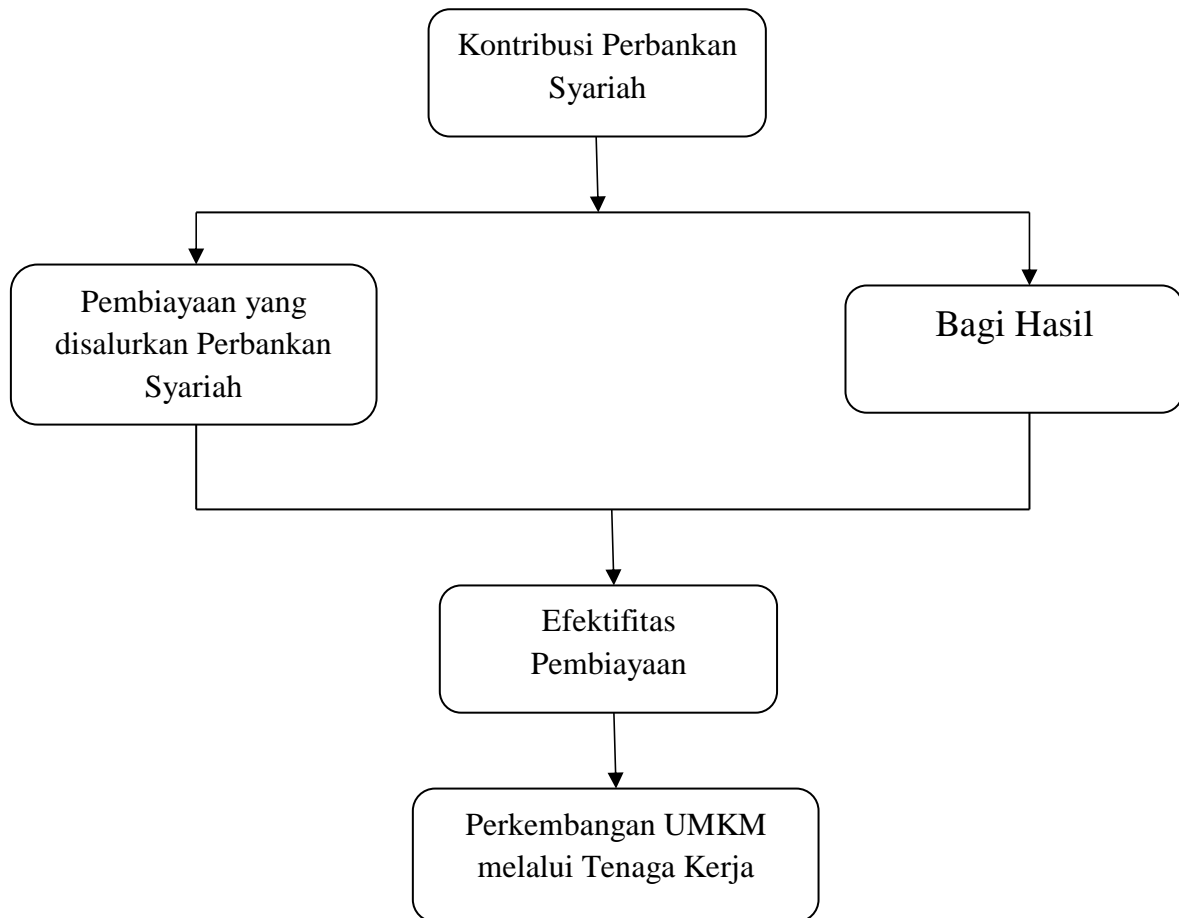 Kontribusi Perbankan
Syariah
Pembiayaan yang
disalurkan Perbankan
Syariah
Bagi Hasil
Efektifitas
Pembiayaan
Perkembangan UMKM
melalui Tenaga Kerja